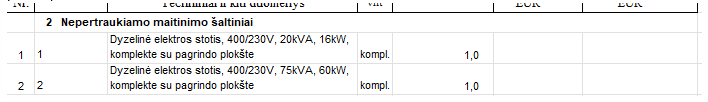 Nr. Techniniai ir kiti duomenys vnt EUR EUR
2 Nepertraukiamo maitinimo šaltiniai
Dyzelinė elektros stotis, 400/230V, 20kVA, 16kW,
1 1 komplekte su pagrindo plokšte kompl. 1,0
Dyzelinė elektros stotis, 400/230V, 75kVA, 60kW,
2 2 komplekte su pagrindo plokšte kompl. 1,0